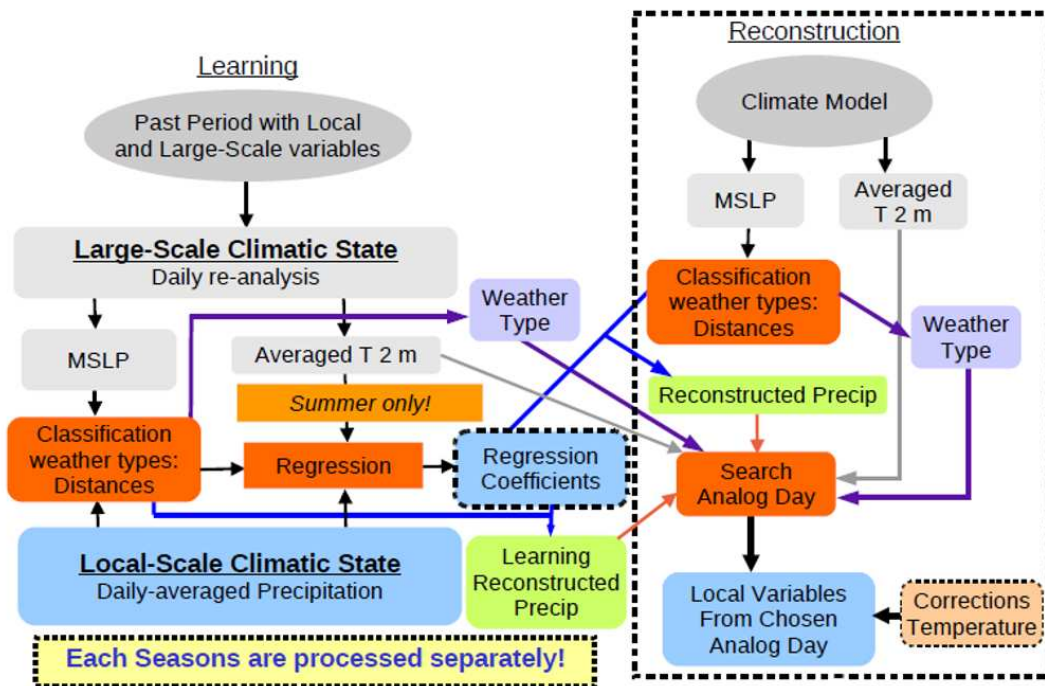 Learning
Past Period with Local
and Large-Scale variables
Large-Scale Climatic State
Daily re-analysis
MSLP
Averaged T 2 m
Summer only!
Classification
weather types:
Distances
Regression
Regression
Coefficients
Weather
Type
Local-Scale Climatic State
Daily-averaged Precipitation
Learning
Reconstructed
Precip
Each Seasons are processed separately!
Reconstruction
Climate Model
MSLP
Averaged
T 2 m
Classification
weather types:
Distances
Weather
Type
Reconstructed Precip
Search
Analog Day
Local Variables
From Chosen
Analog Day
Corrections
Temperature